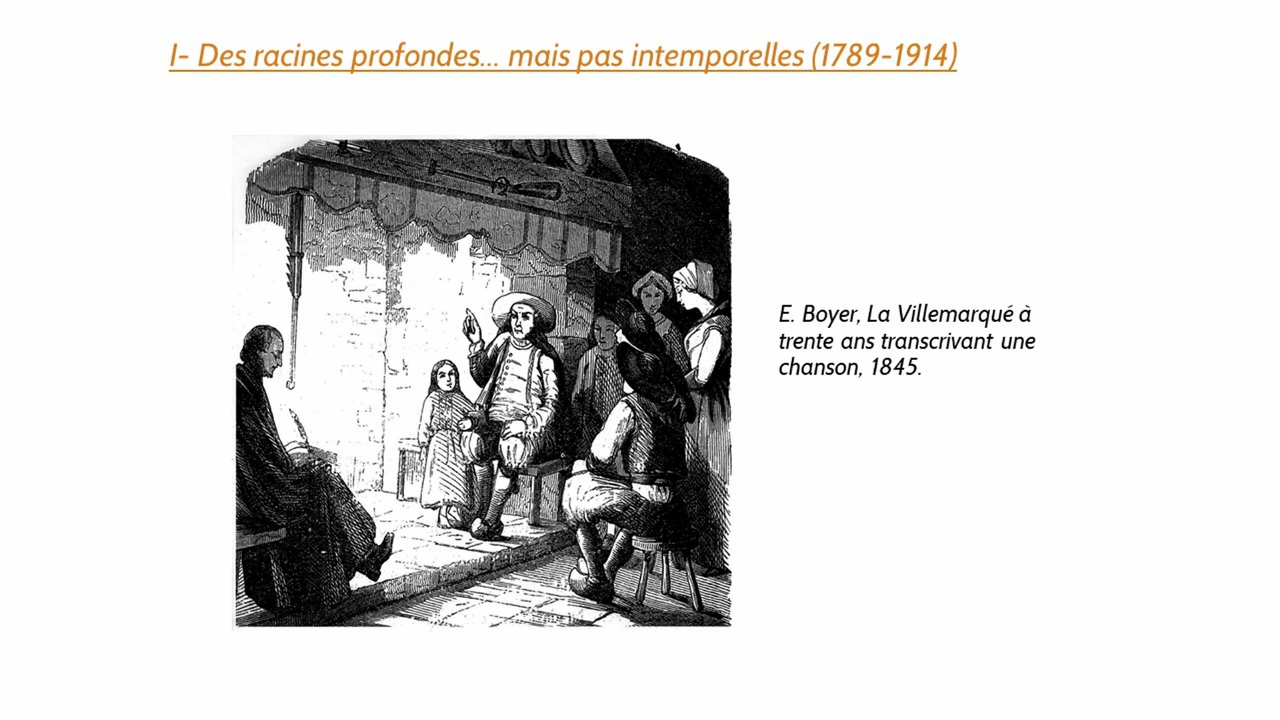 I- Des racines profondes... mais pas intemporelles (1789-1914)
E. Boyer, La Villemarqué à
trente ans transcrivant une
chanson, 1845.